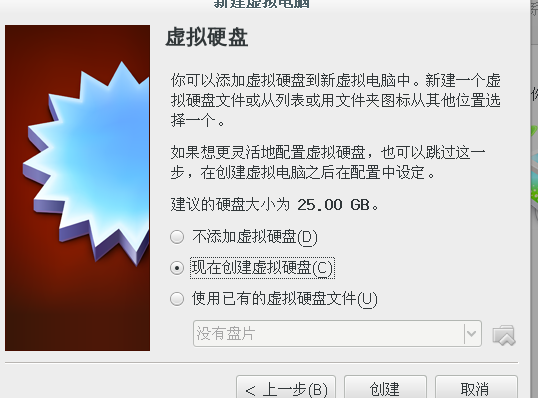 新建虚拟电脑
虚拟硬盘
你可以添加虚拟硬盘到新虚拟电脑中。新建一个虚
拟硬盘文件或从列表或用文件夹图标从其他位置选
择一个。
如果想更灵活地配置虚拟硬盘，也可以跳过这一
步，在创建虚拟电脑之后在配置中设定。
建议的硬盘大小为 25.00 GB。
不添加虚拟硬盘(D)
现在创建虚拟硬盘(C)
使用已有的虚拟硬盘文件(U)
没有盘片
< 上一步(B) 创建 取消